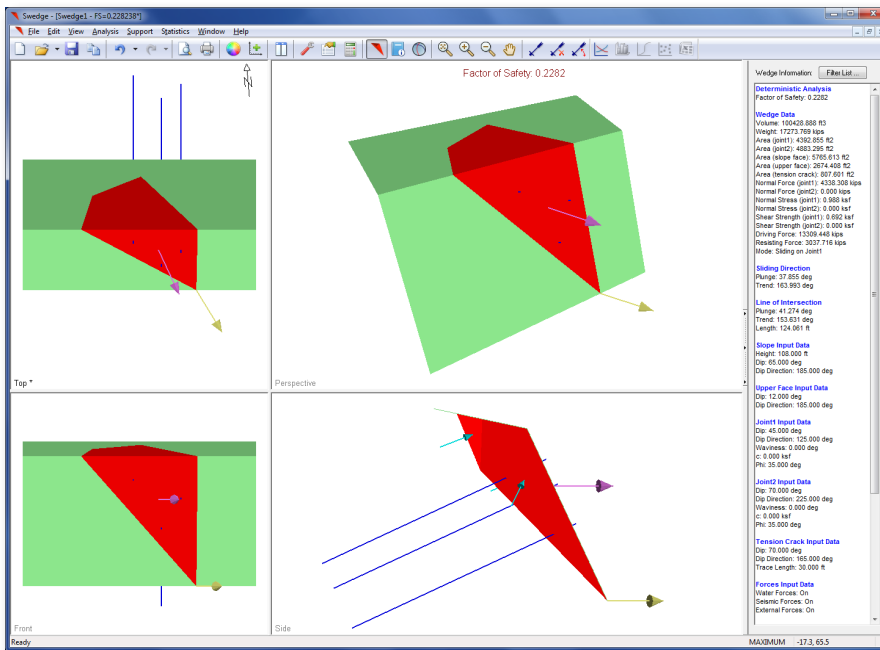 Swedge - [Swedge1 - FS=0.228238*]
File Edit View Analysis Support Statistics Window Help
N
Top *
Factor of Safety: 0.2282
Perspective
Front
Side
Wedge Information: Filter List ...
Deterministic Analysis
Factor of Safety: 0.2282
Wedge Data
Volume: 100428.888 ft3
Weight: 17273.769 kips
Area (joint1): 4392.855 ft2
Area (joint2): 4883.295 ft2
Area (slope face): 5765.613 ft2
Area (upper face): 2674.408 ft2
Area (tension crack): 807.601 ft2
Normal Force (joint1): 4338.308 kips
Normal Force (joint2): 0.000 kips
Normal Stress (joint1): 0.988 ksf
Normal Stress (joint2): 0.000 ksf
Shear Strength (joint1): 0.692 ksf
Shear Strength (joint2): 0.000 ksf
Driving Force: 13309.448 kips
Resisting Force: 3037.716 kips
Mode: Sliding on Joint1
Sliding Direction
Plunge: 37.855 deg
Trend: 163.993 deg
Line of Intersection
Plunge: 41.274 deg
Trend: 153.631 deg
Length: 124.061 ft
Slope Input Data
Height: 108.000 ft
Dip: 65.000 deg
Dip Direction: 185.000 deg
Upper Face Input Data
Dip: 12.000 deg
Dip Direction: 185.000 deg
Joint1 Input Data
Dip: 45.000 deg
Dip Direction: 125.000 deg
Waviness: 0.000 deg
c: 0.000 ksf
Phi: 35.000 deg
Joint2 Input Data
Dip: 70.000 deg
Dip Direction: 225.000 deg
Waviness: 0.000 deg
c: 0.000 ksf
Phi: 35.000 deg
Tension Crack Input Data
Dip: 70.000 deg
Dip Direction: 165.000 deg
Trace Length: 30.000 ft
Forces Input Data
Water Forces: On
Seismic Forces: On
External Forces: On
Ready
MAXIMUM -17.3, 65.5